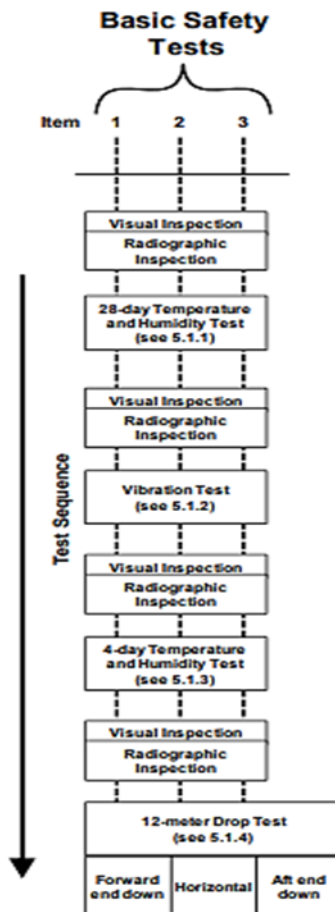 Basic Safety
Tests
Item 1 2 3
Visual Inspection
Radiographic
Inspection
28-day Temperature
and Humidity Test
(see 5.1.1)
Visual Inspection
Radiographic
Inspection
Vibration Test
(see 5.1.2)
Visual Inspection
Radiographic
Inspection
4-day Temperature
and Humidity Test
(see 5.1.3)
Visual Inspection
Radiographic
Inspection
12-meter Drop Test
(see 5.1.4)
Forward
end down
Horizontal
Aft end
down
Test Sequence